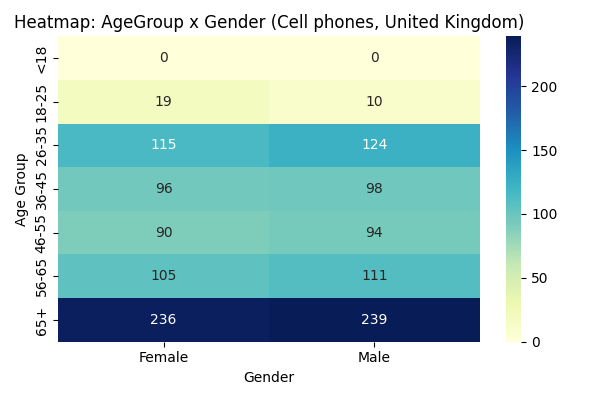 Heatmap: AgeGroup x Gender (Cell phones, United Kingdom)
<18 0 0
18-25 19 10
26-35 115 124
36-45 96 98
46-55 90 94
56-65 105 111
65+ 236 239
Age Group
Female Male
Gender
200
150
100
50
0